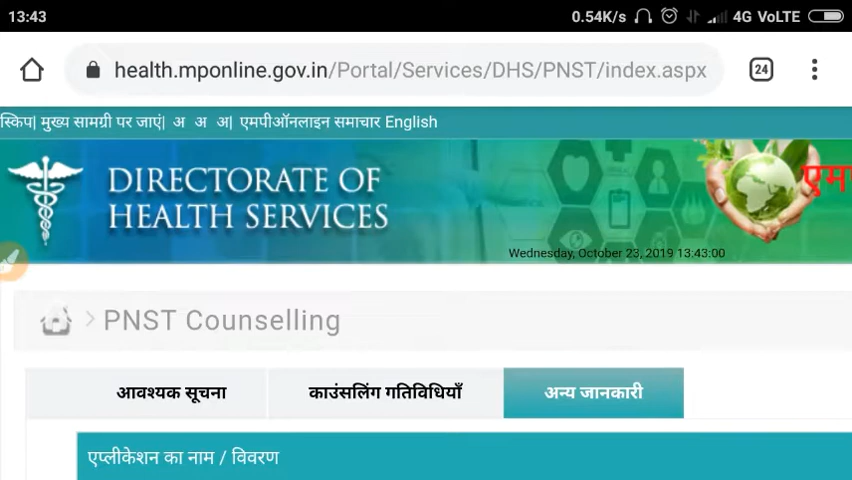 13:43 0.54K/s 4G VoLTE
health.mponline.gov.in/Portal/Services/DHS/PNST/index.aspx 24
स्किप| मुख्य सामग्री पर जाएं| अ अ अ| एमपीऑनलाइन समाचार English
DIRECTORATE OF
HEALTH SERVICES
एम
Wednesday, October 23, 2019 13:43:00
PNST Counselling
आवश्यक सूचना काउंसलिंग गतिविधियाँ अन्य जानकारी
एप्लीकेशन का नाम / विवरण